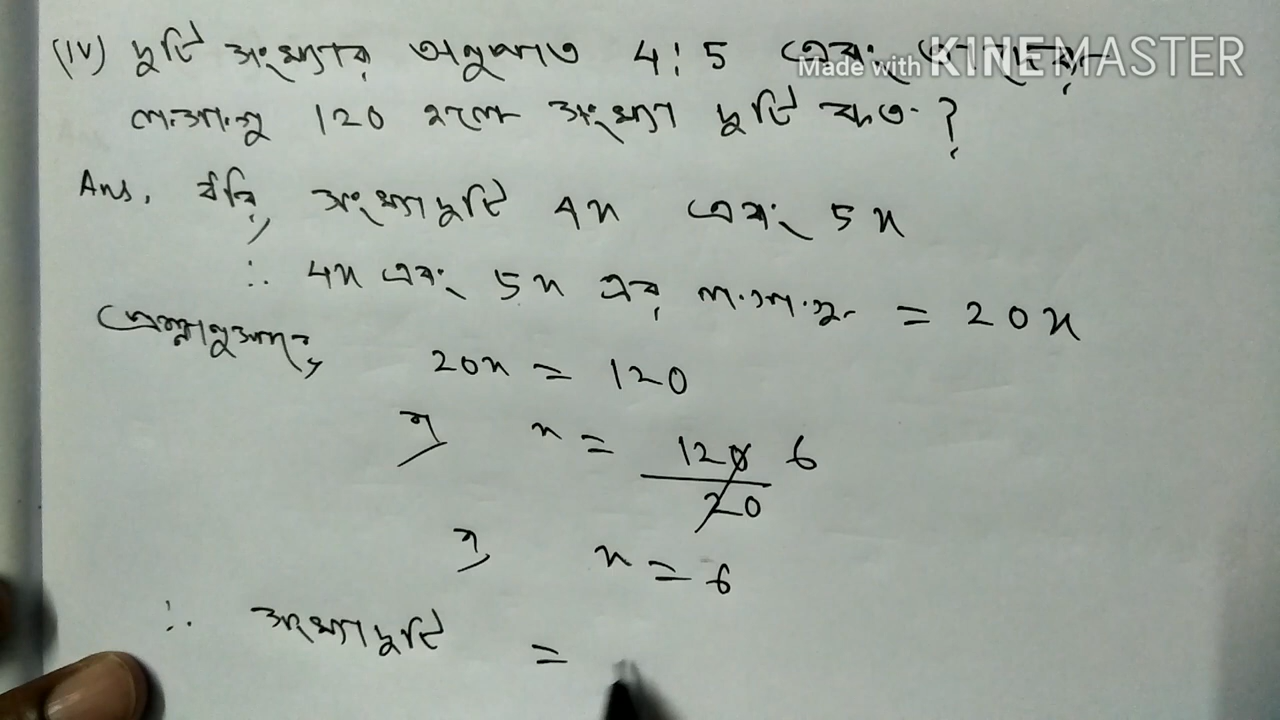 (iv) দুটি সংখ্যার অনুপাত 4:5 এবং
Made with KINEMASTER
ল.সা.গু 120 হলে সংখ্যা দুটি কত?
Ans. ধরি, সংখ্যাদুটি 4x এবং 5x
∴ 4x এবং 5x এর ল.সা.গু. = 20x
প্রশ্নানুসারে, 20x = 120
বা, x = 120/20 6
বা, x = 6
∴ সংখ্যাদুটি =